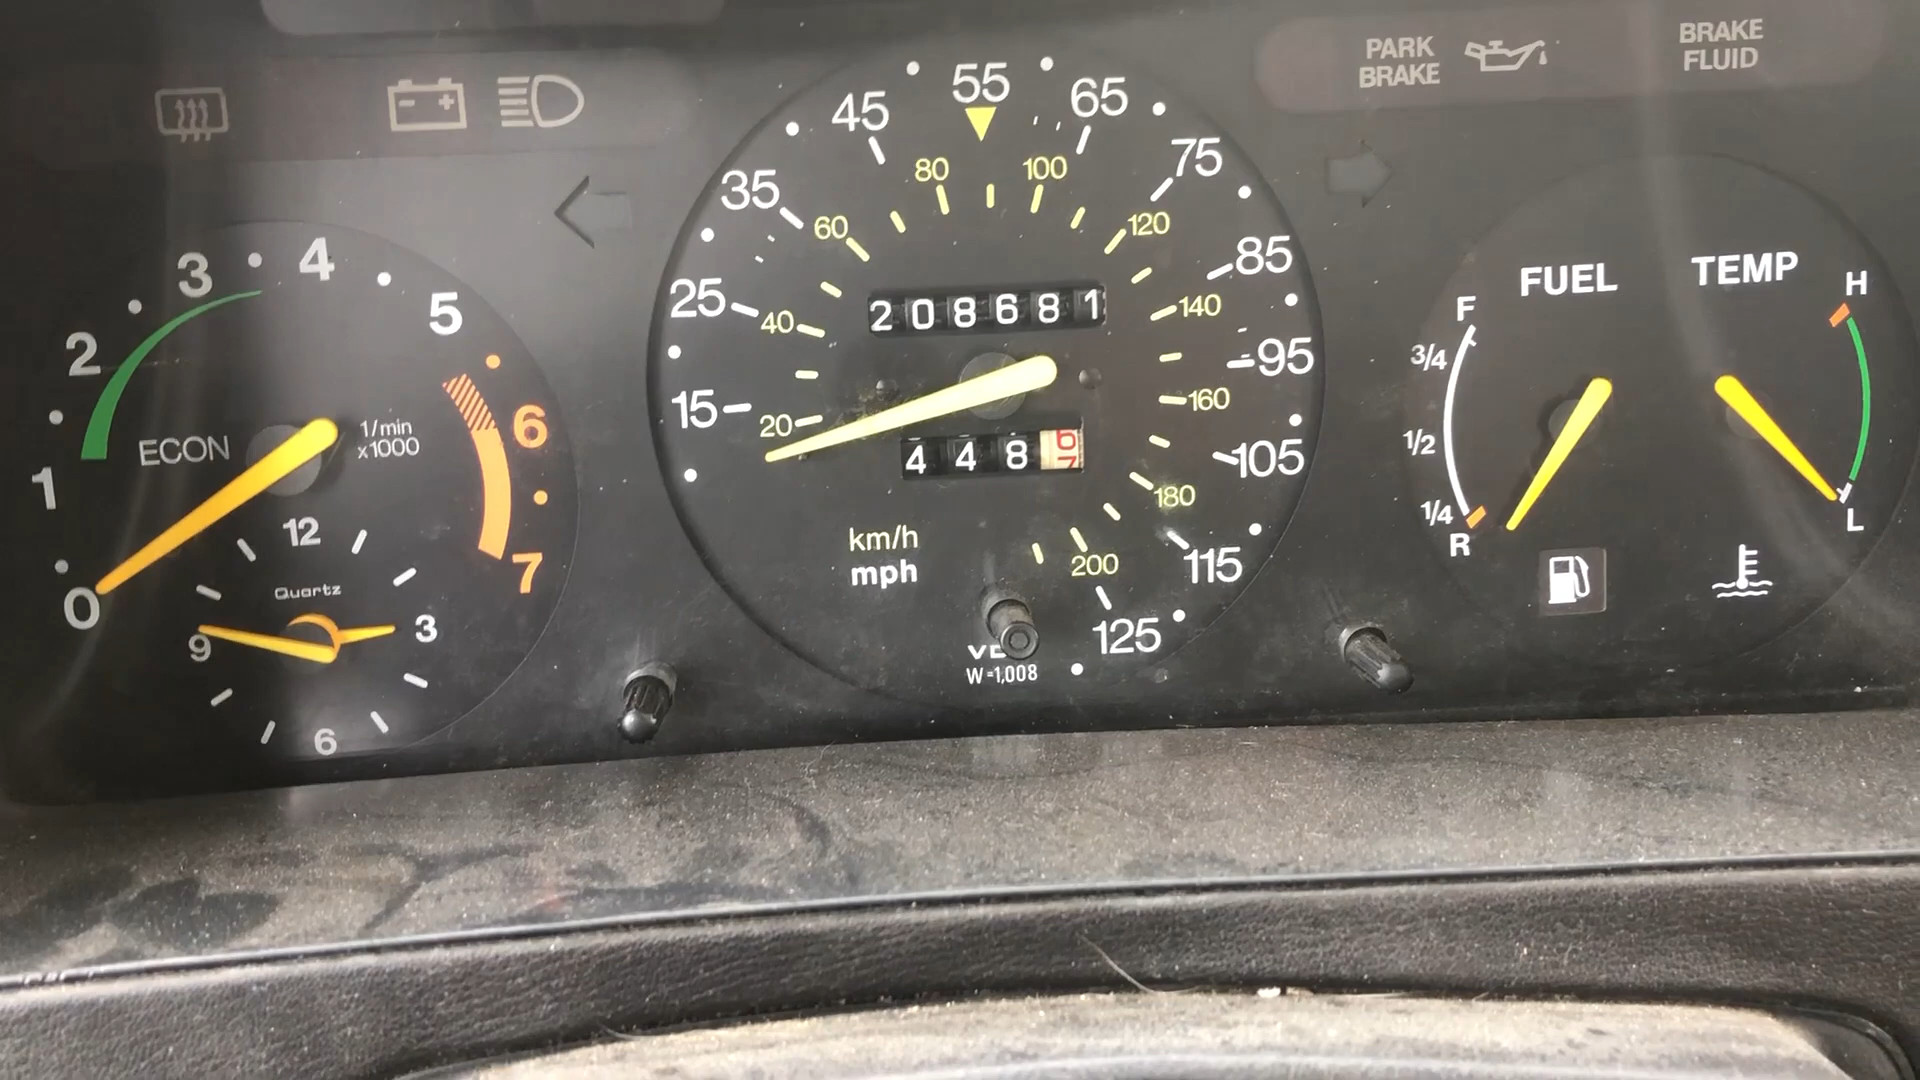 PARK
BRAKE
BRAKE
FLUID
0
1
2
3
4
5
6
7
ECON
1/min
x1000
12
3
6
9
Quartz
15
25
35
45
55
65
75
85
95
105
115
125
20
40
60
80
100
120
140
160
180
200
208681
448
km/h
mph
W=1,008
FUEL
F
3/4
1/2
1/4
R
TEMP
H
L